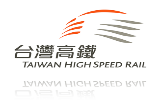 台灣高鐵
TAIWAN HIGH SPEED RAIL